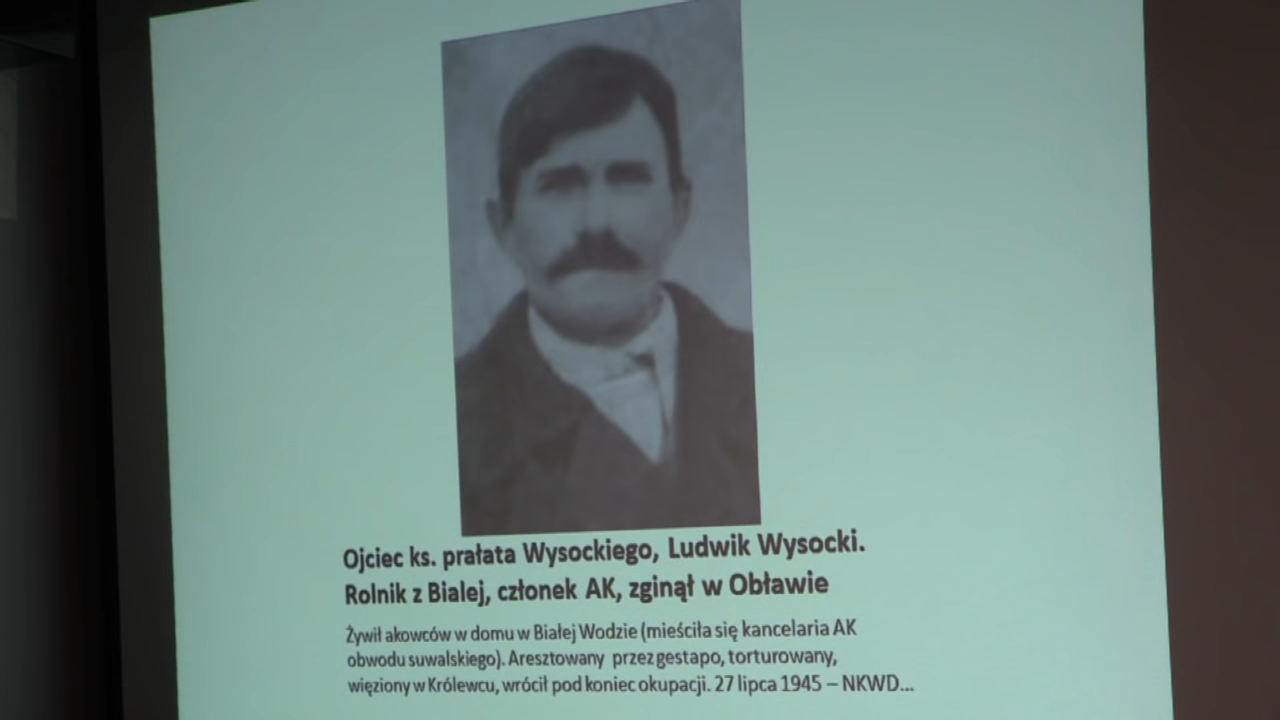 Ojciec ks. prałata Wysockiego, Ludwik Wysocki.
Rolnik z Bialej, członek AK, zginął w Obławie
Żywił akowców w domu w Białej Wodzie (mieściła się kancelaria AK
obwodu suwalskiego). Aresztowany przez gestapo, torturowany,
więziony w Królewcu, wrócił pod koniec okupacji. 27 lipca 1945 – NKWD...